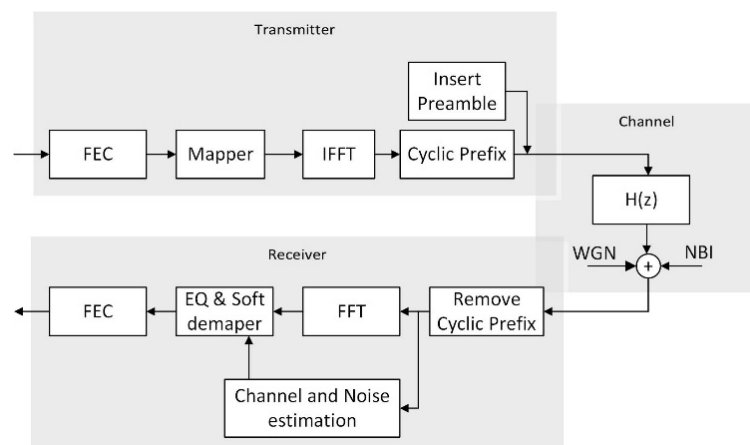 Transmitter
Insert
Preamble
FEC
Mapper
IFFT
Cyclic Prefix
Channel
H(z)
WGN
+
NBI
Receiver
FEC
EQ & Soft
demaper
FFT
Remove
Cyclic Prefix
Channel and Noise
estimation